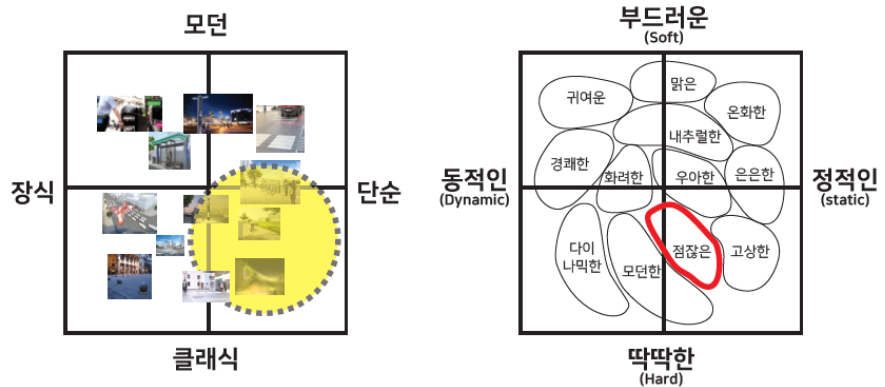 모던
장식
단순
클래식
부드러운
(Soft)
귀여운
맑은
온화한
내추럴한
경쾌한
화려한
우아한
은은한
동적인
(Dynamic)
정적인
(static)
다이
나믹한
모던한
점잖은
고상한
딱딱한
(Hard)